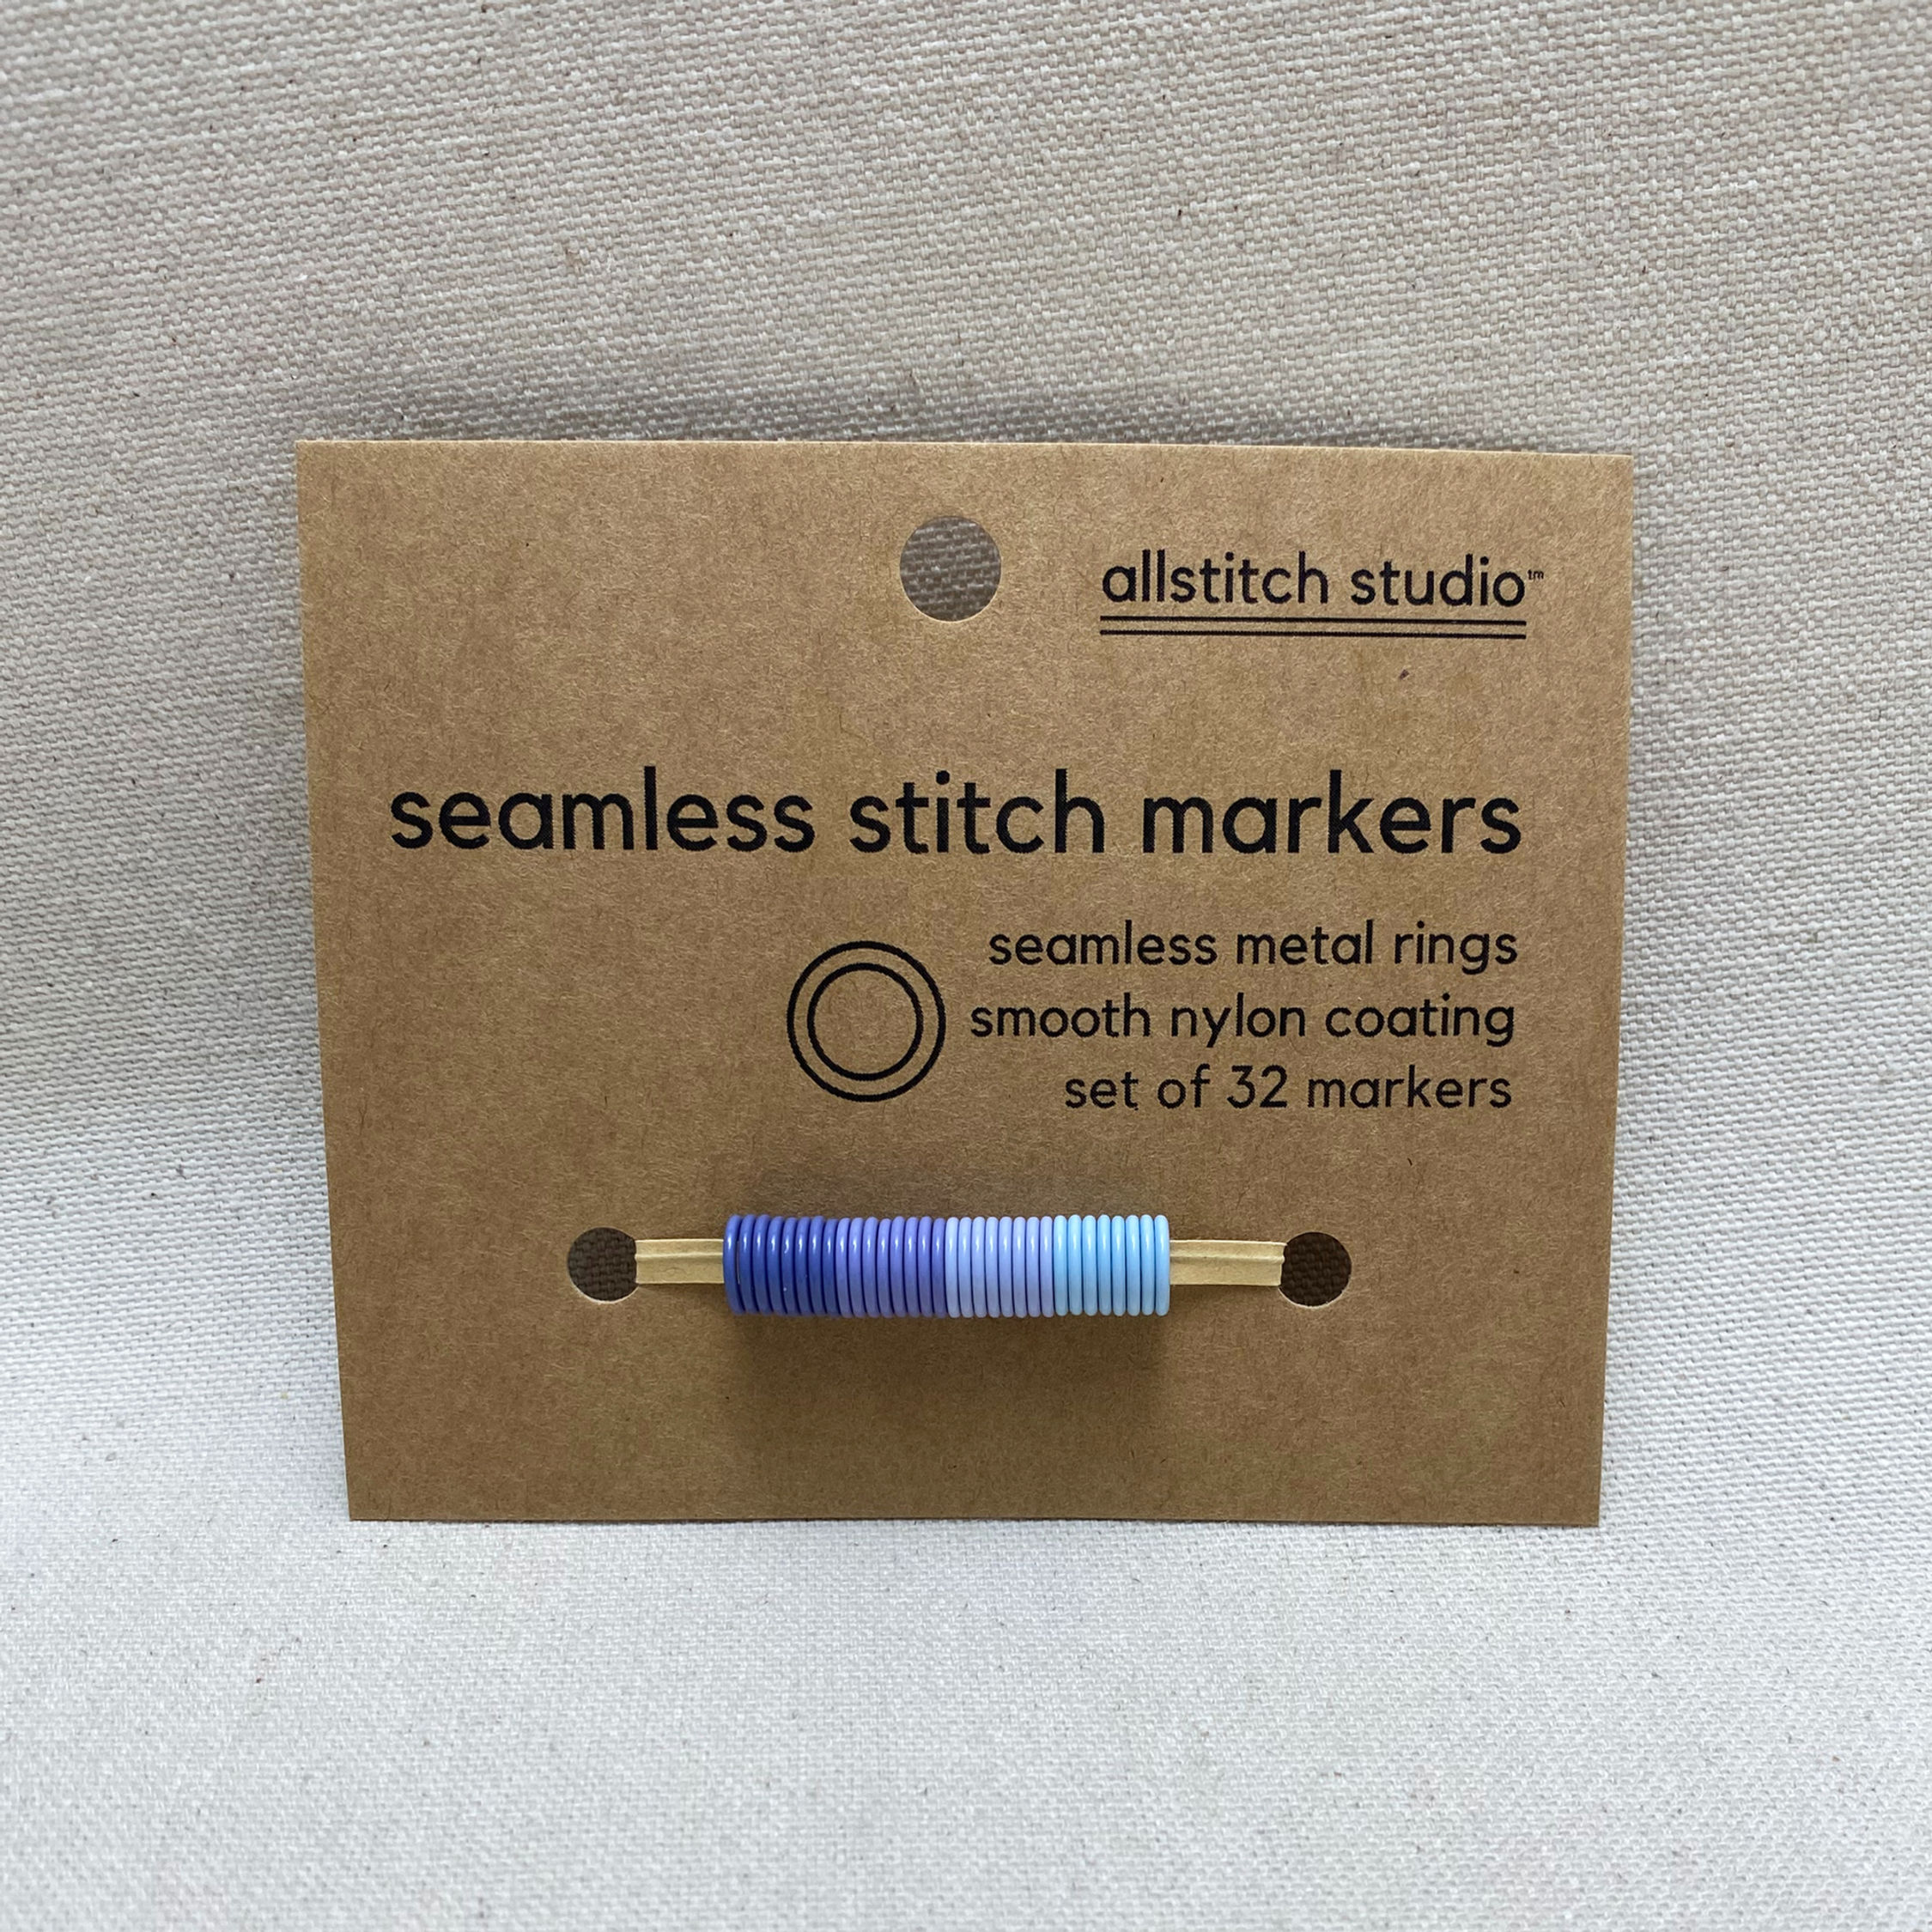 allstitch studio™
seamless stitch markers
seamless metal rings
smooth nylon coating
set of 32 markers